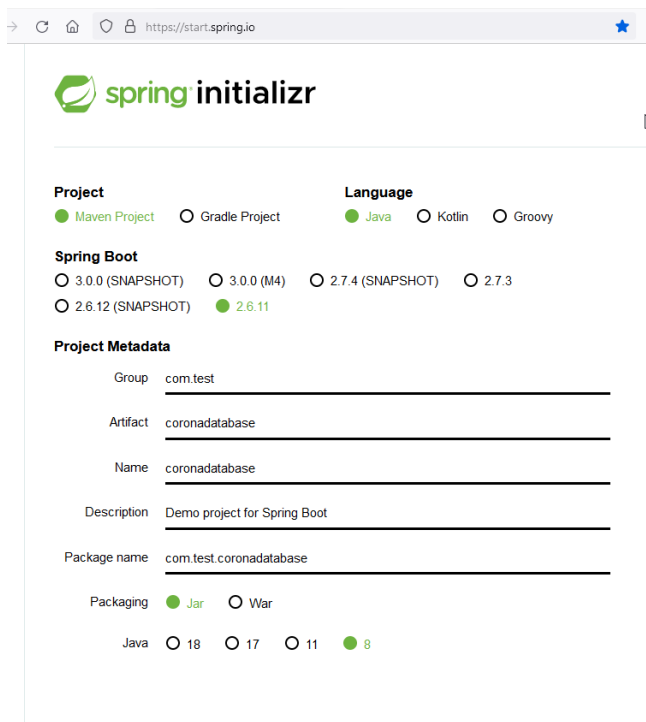 https://start.spring.io
spring initializr
Project
Language
Maven Project Gradle Project
Java Kotlin Groovy
Spring Boot
3.0.0 (SNAPSHOT) 3.0.0 (M4) 2.7.4 (SNAPSHOT) 2.7.3
2.6.12 (SNAPSHOT) 2.6.11
Project Metadata
Group com.test
Artifact coronadatabase
Name coronadatabase
Description Demo project for Spring Boot
Package name com.test.coronadatabase
Packaging Jar War
Java 18 17 11 8